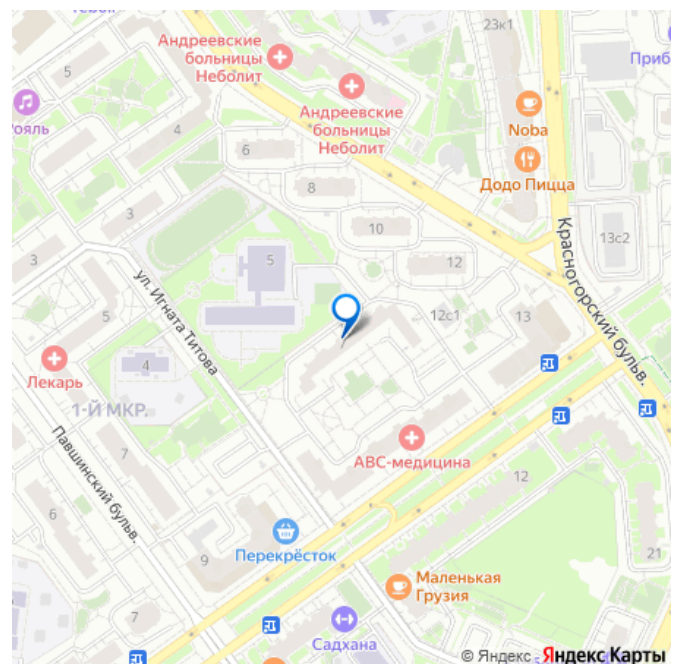 23к1
5
Андреевские
больницы
Неболит
Приб
Рояль
Андреевские
больницы
Неболит
Noba
4
6
Додо Пицца
8
3
10
13с2
Красногорский бульв.
3
5
12
ул. Игната Титова
5
12с1
13
4
Лекарь
1-Й МКР.
АВС-медицина
7
Павшинский бульв.
12
6
9
Перекрёсток
21
Маленькая
Грузия
7
Садхана
© Яндекс
Яндекс Карты